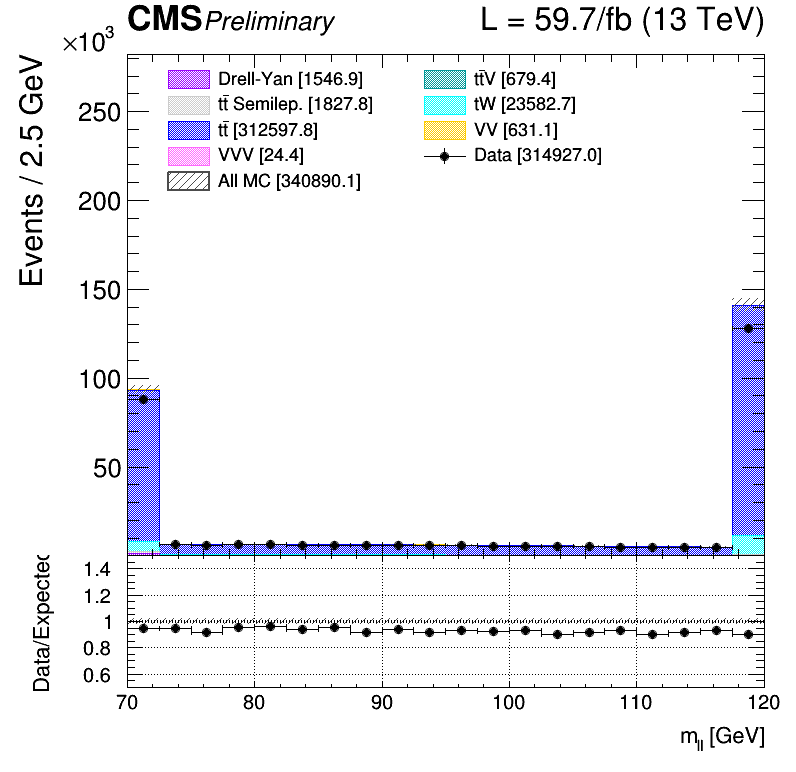 CMS Preliminary L = 59.7/fb (13 TeV)
×10³
Events / 2.5 GeV
Drell-Yan [1546.9]
tt̄ Semilep. [1827.8]
tt̄ [312597.8]
VVV [24.4]
All MC [340890.1]
tt̄V [679.4]
tW [23582.7]
VV [631.1]
Data [314927.0]
250
200
150
100
50
Data/Expected
1.4
1.2
1
0.8
0.6
70 80 90 100 110 120
m_ll [GeV]